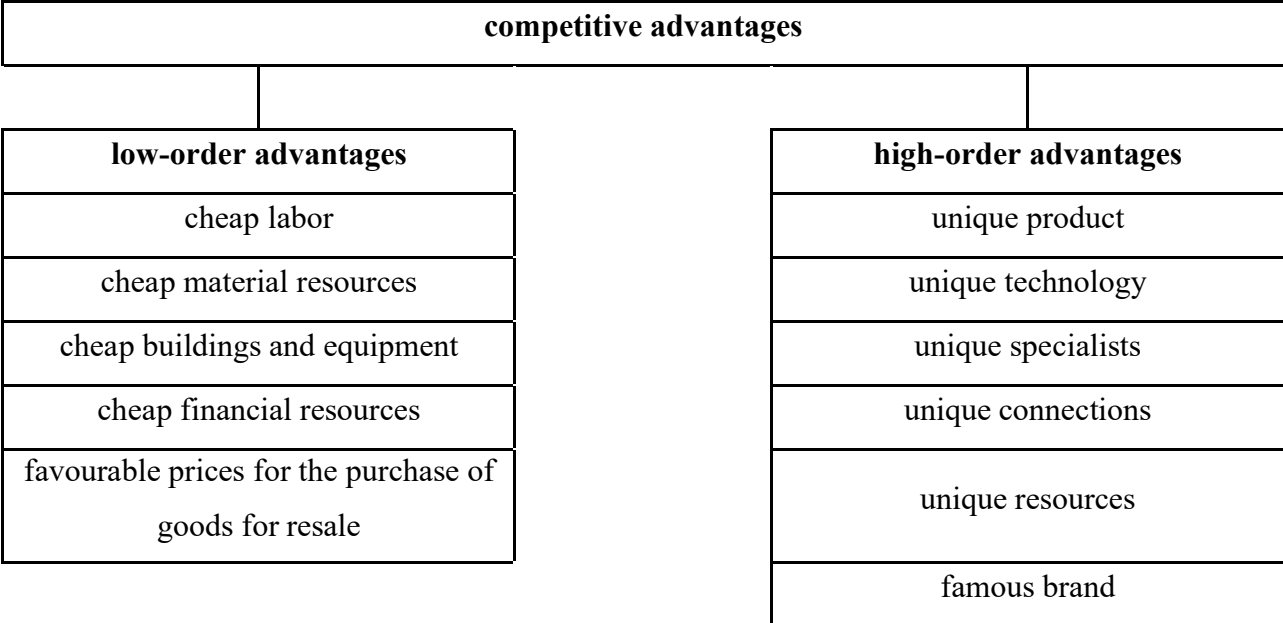 competitive advantages
low-order advantages
cheap labor
cheap material resources
cheap buildings and equipment
cheap financial resources
favourable prices for the purchase of
goods for resale
high-order advantages
unique product
unique technology
unique specialists
unique connections
unique resources
famous brand